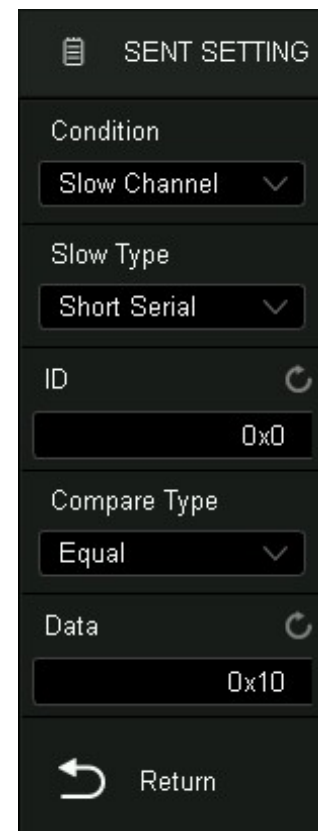 SENT SETTING
Condition
Slow Channel
Slow Type
Short Serial
ID
0x0
Compare Type
Equal
Data
0x10
Return